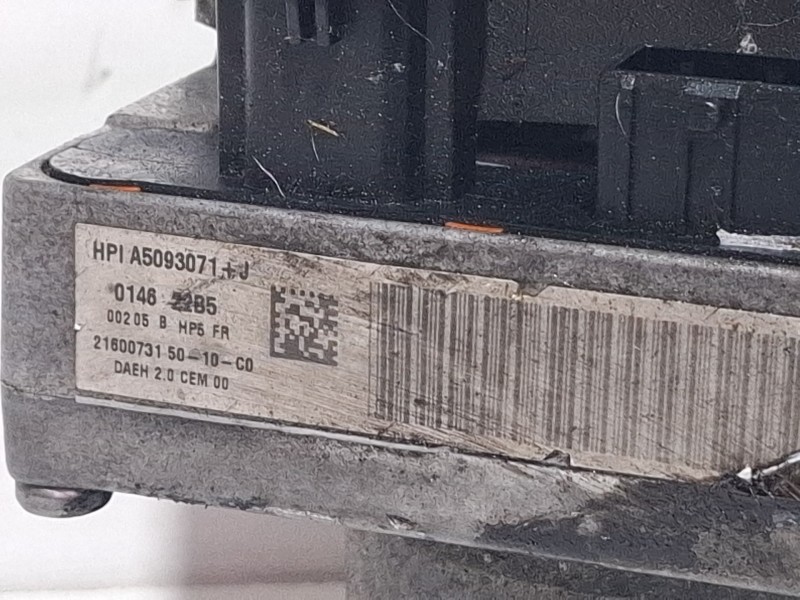 HPI A5093071+J
0146 22B5
00205 B HP5 FR
21600731 50-10-C0
DAEH 2.0 CEM 00